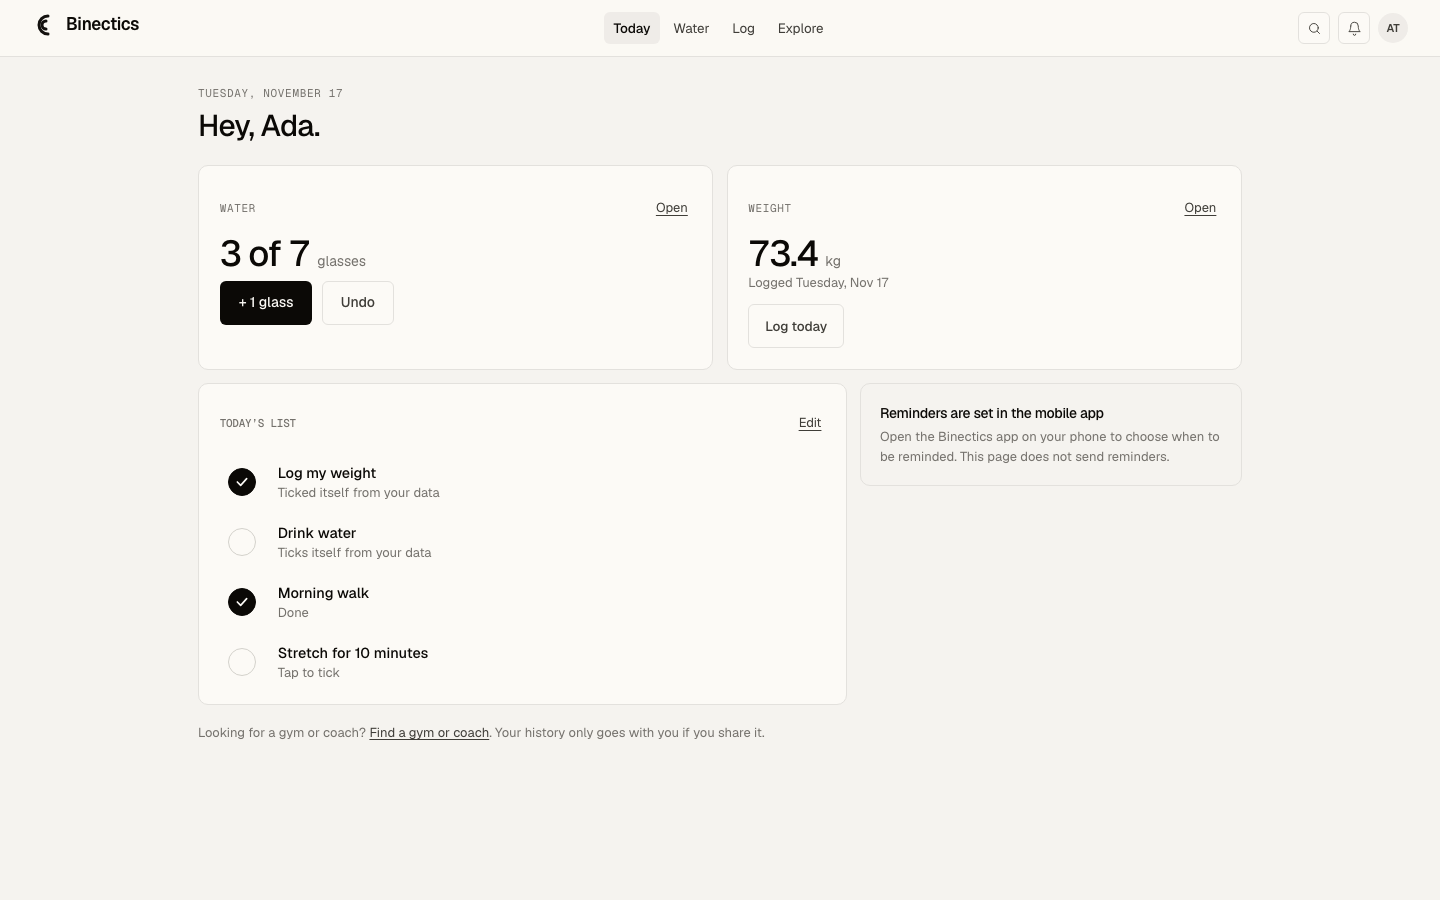 Binectics
Today
Water
Log
Explore
AT
TUESDAY, NOVEMBER 17
Hey, Ada.
WATER
Open
3 of 7 glasses
+ 1 glass
Undo
WEIGHT
Open
73.4 kg
Logged Tuesday, Nov 17
Log today
TODAY'S LIST
Edit
Log my weight
Ticked itself from your data
Drink water
Ticks itself from your data
Morning walk
Done
Stretch for 10 minutes
Tap to tick
Reminders are set in the mobile app
Open the Binectics app on your phone to choose when to
be reminded. This page does not send reminders.
Looking for a gym or coach? Find a gym or coach. Your history only goes with you if you share it.